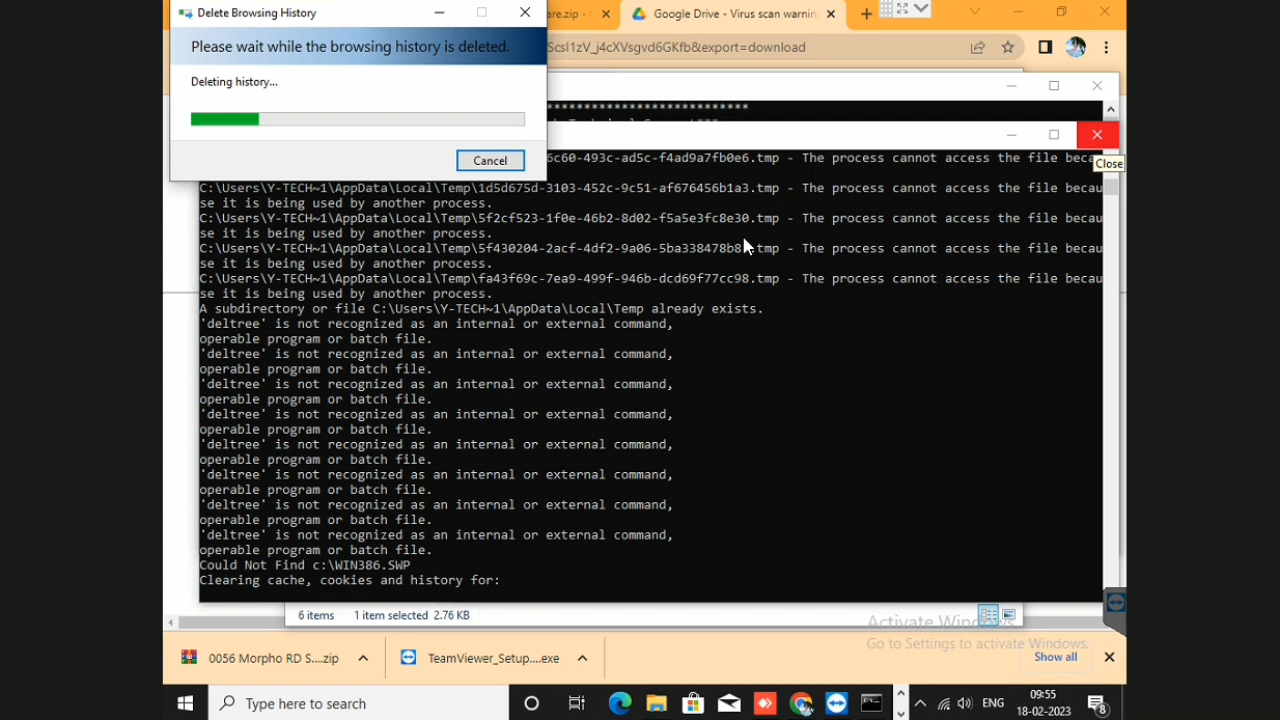 Delete Browsing History
are.zip -
Google Drive - Virus scan warnin
Please wait while the browsing history is deleted.
ScsI1zV_j4cXVsgvd6GKfb&export=download
Deleting history...
****************************
Cancel
6c60-493c-ad5c-f4ad9a7fb0e6.tmp - The process cannot access the file beca
Close
C:\Users\Y-TECH~1\AppData\Local\Temp\1d5d675d-3103-452c-9c51-af676456b1a3.tmp - The process cannot access the file becau
se it is being used by another process.
C:\Users\Y-TECH~1\AppData\Local\Temp\5f2cf523-1f0e-46b2-8d02-f5a5e3fc8e30.tmp - The process cannot access the file becau
se it is being used by another process.
C:\Users\Y-TECH~1\AppData\Local\Temp\5f430204-2acf-4df2-9a06-5ba338478b8 .tmp - The process cannot access the file becau
se it is being used by another process.
C:\Users\Y-TECH~1\AppData\Local\Temp\fa43f69c-7ea9-499f-946b-dcd69f77cc98.tmp - The process cannot access the file becau
se it is being used by another process.
A subdirectory or file C:\Users\Y-TECH~1\AppData\Local\Temp already exists.
'deltree' is not recognized as an internal or external command,
operable program or batch file.
'deltree' is not recognized as an internal or external command,
operable program or batch file.
'deltree' is not recognized as an internal or external command,
operable program or batch file.
'deltree' is not recognized as an internal or external command,
operable program or batch file.
'deltree' is not recognized as an internal or external command,
operable program or batch file.
'deltree' is not recognized as an internal or external command,
operable program or batch file.
'deltree' is not recognized as an internal or external command,
operable program or batch file.
'deltree' is not recognized as an internal or external command,
operable program or batch file.
Could Not Find c:\WIN386.SWP
Clearing cache, cookies and history for:
6 items 1 item selected 2.76 KB
Activate Windows
Go to Settings to activate Windows.
0056 Morpho RD S....zip
TeamViewer_Setup....exe
Show all
Type here to search
ENG
09:55
18-02-2023
8